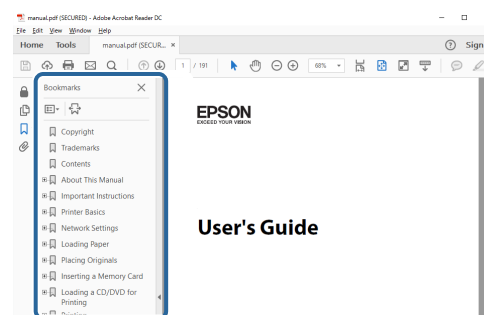 manual.pdf (SECURED) - Adobe Acrobat Reader DC
File Edit View Window Help
Home Tools manual.pdf (SECUR... × ? Sign
1 / 191 68%
Bookmarks
EPSON
EXCEED YOUR VISION
Copyright
Trademarks
Contents
About This Manual
Important Instructions
Printer Basics
Network Settings
User's Guide
Loading Paper
Placing Originals
Inserting a Memory Card
Loading a CD/DVD for
Printing
Printing